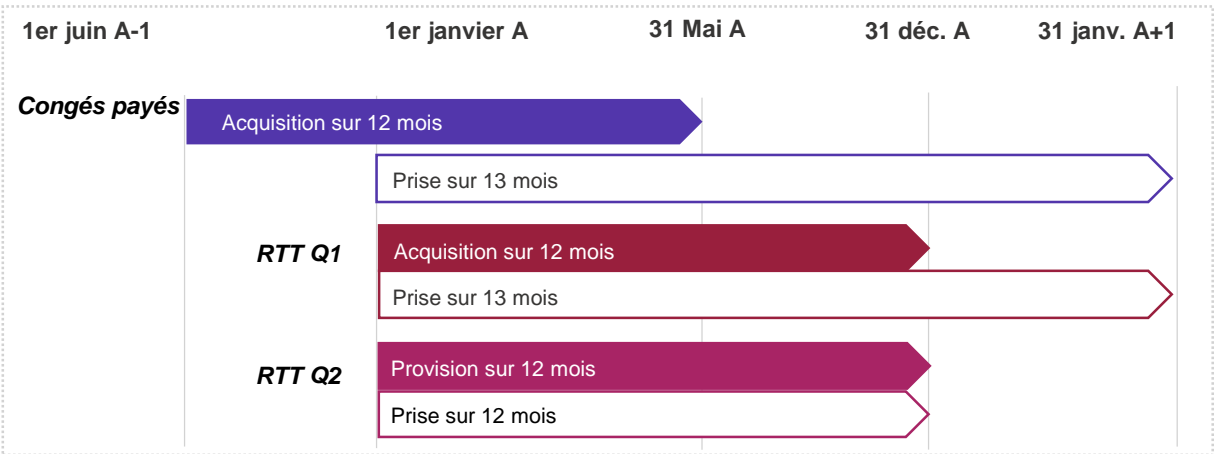 1er juin A-1 1er janvier A 31 Mai A 31 déc. A 31 janv. A+1
Congés payés
Acquisition sur 12 mois
Prise sur 13 mois
RTT Q1
Acquisition sur 12 mois
Prise sur 13 mois
RTT Q2
Provision sur 12 mois
Prise sur 12 mois